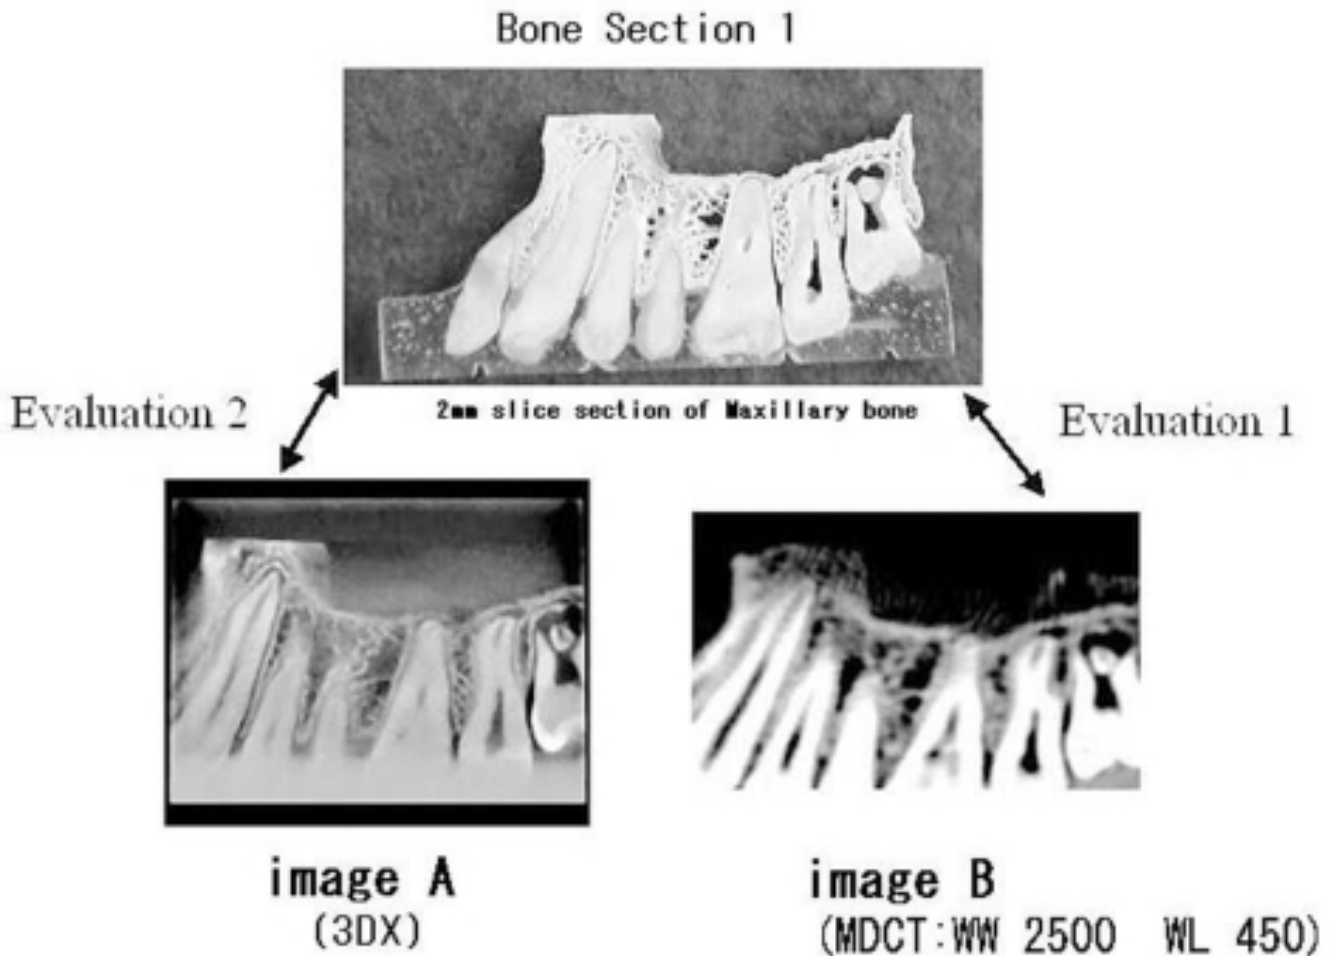 Bone Section 1
2mm slice section of Maxillary bone
Evaluation 2
Evaluation 1
image A
(3DX)
image B
(MDCT:WW 2500 WL 450)